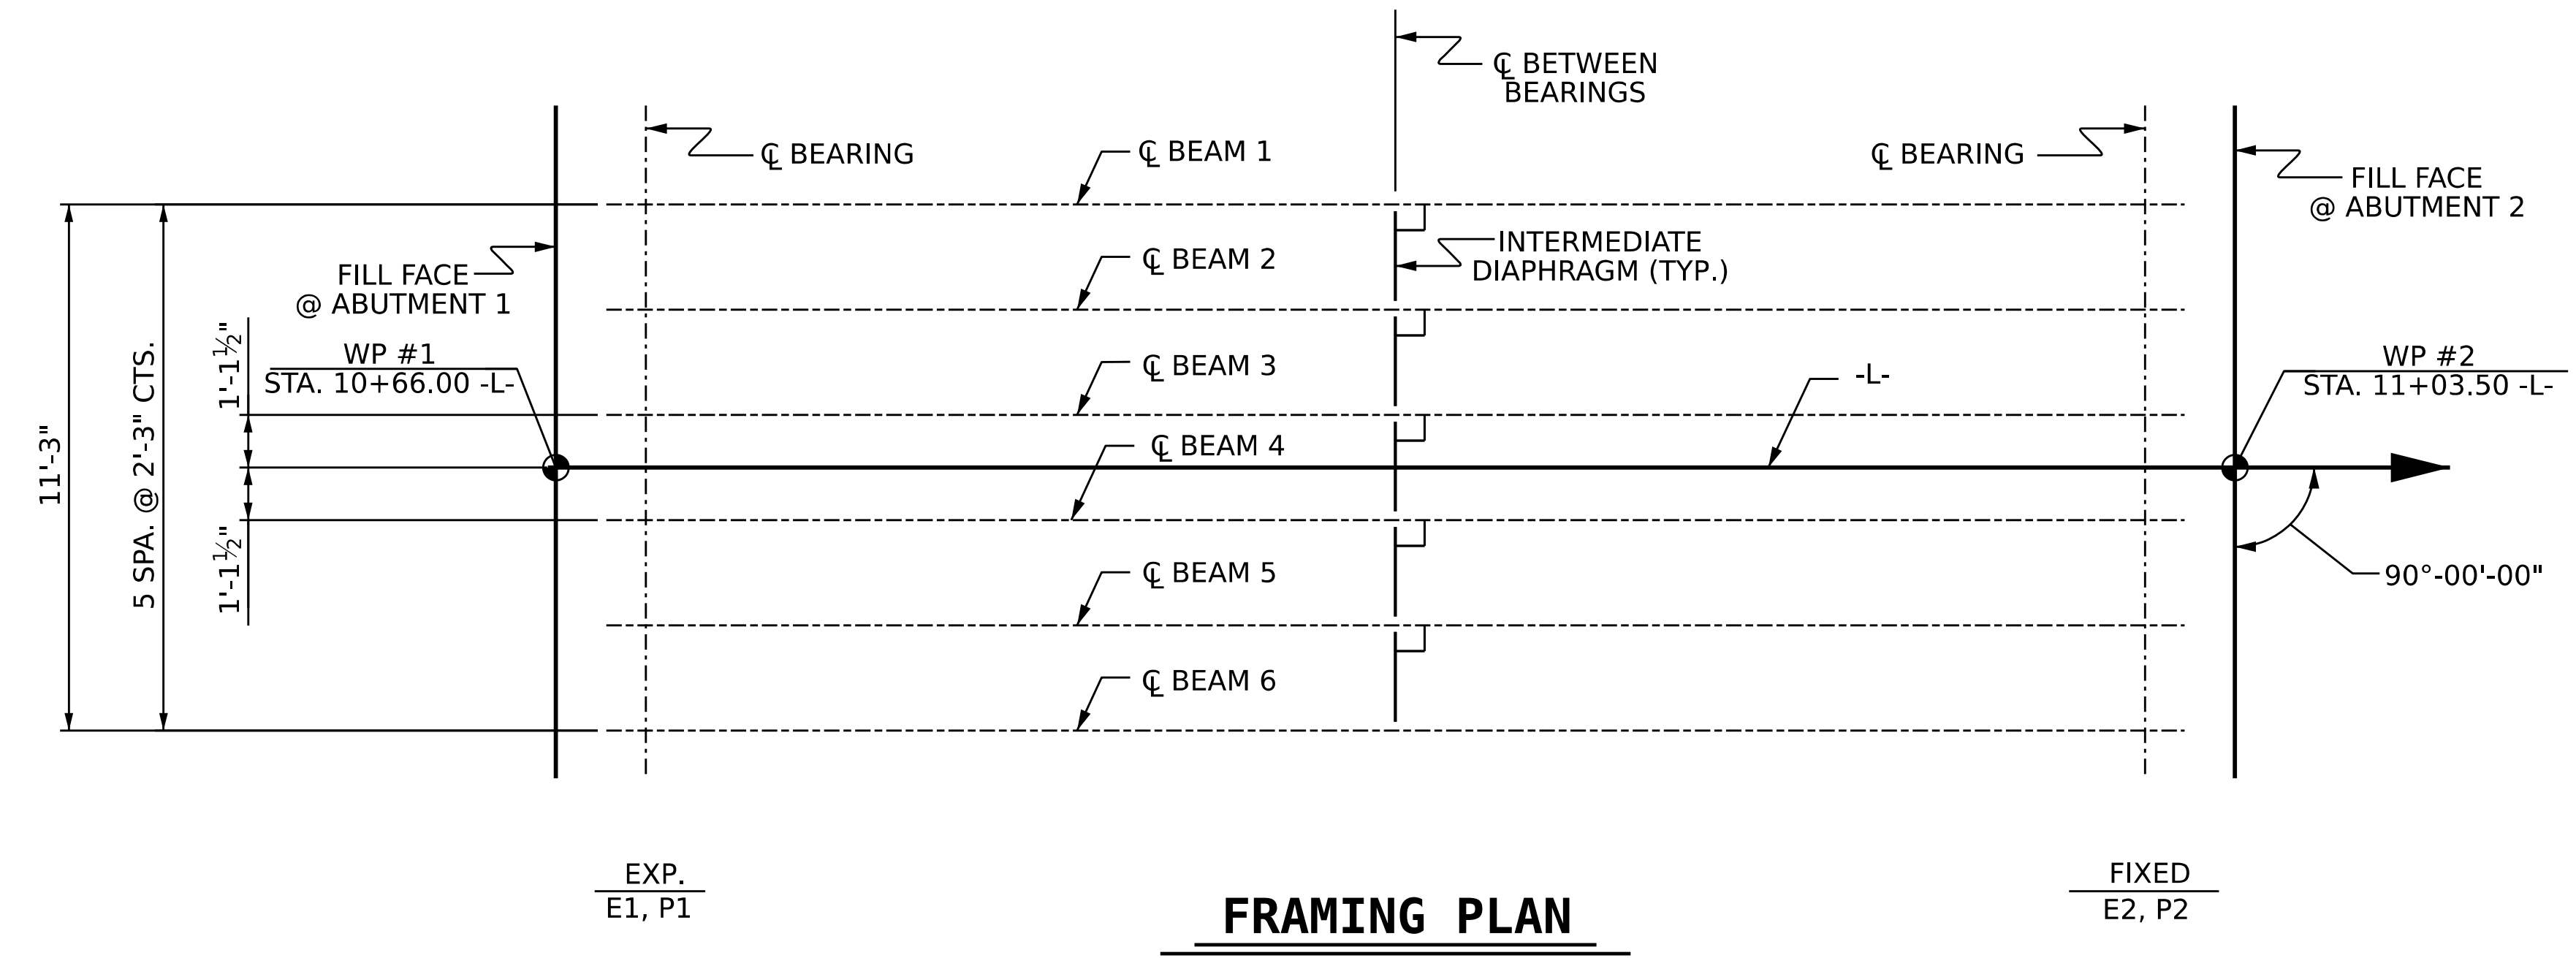 ℄ BETWEEN
BEARINGS
℄ BEARING
℄ BEAM 1
℄ BEARING
FILL FACE
@ ABUTMENT 2
INTERMEDIATE
DIAPHRAGM (TYP.)
℄ BEAM 2
FILL FACE
@ ABUTMENT 1
WP #1
STA. 10+66.00 -L-
℄ BEAM 3
-L-
WP #2
STA. 11+03.50 -L-
1'-1½"
11'-3"
5 SPA. @ 2'-3" CTS.
℄ BEAM 4
1'-1½"
℄ BEAM 5
90°-00'-00"
℄ BEAM 6
EXP.
E1, P1
FIXED
E2, P2
FRAMING PLAN